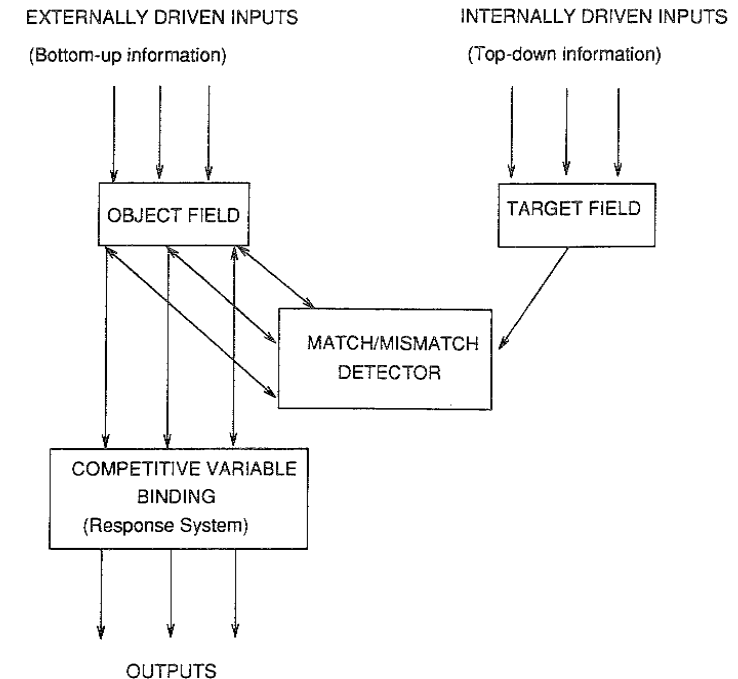 EXTERNALLY DRIVEN INPUTS
(Bottom-up information)
INTERNALLY DRIVEN INPUTS
(Top-down information)
OBJECT FIELD
TARGET FIELD
MATCH/MISMATCH
DETECTOR
COMPETITIVE VARIABLE
BINDING
(Response System)
OUTPUTS